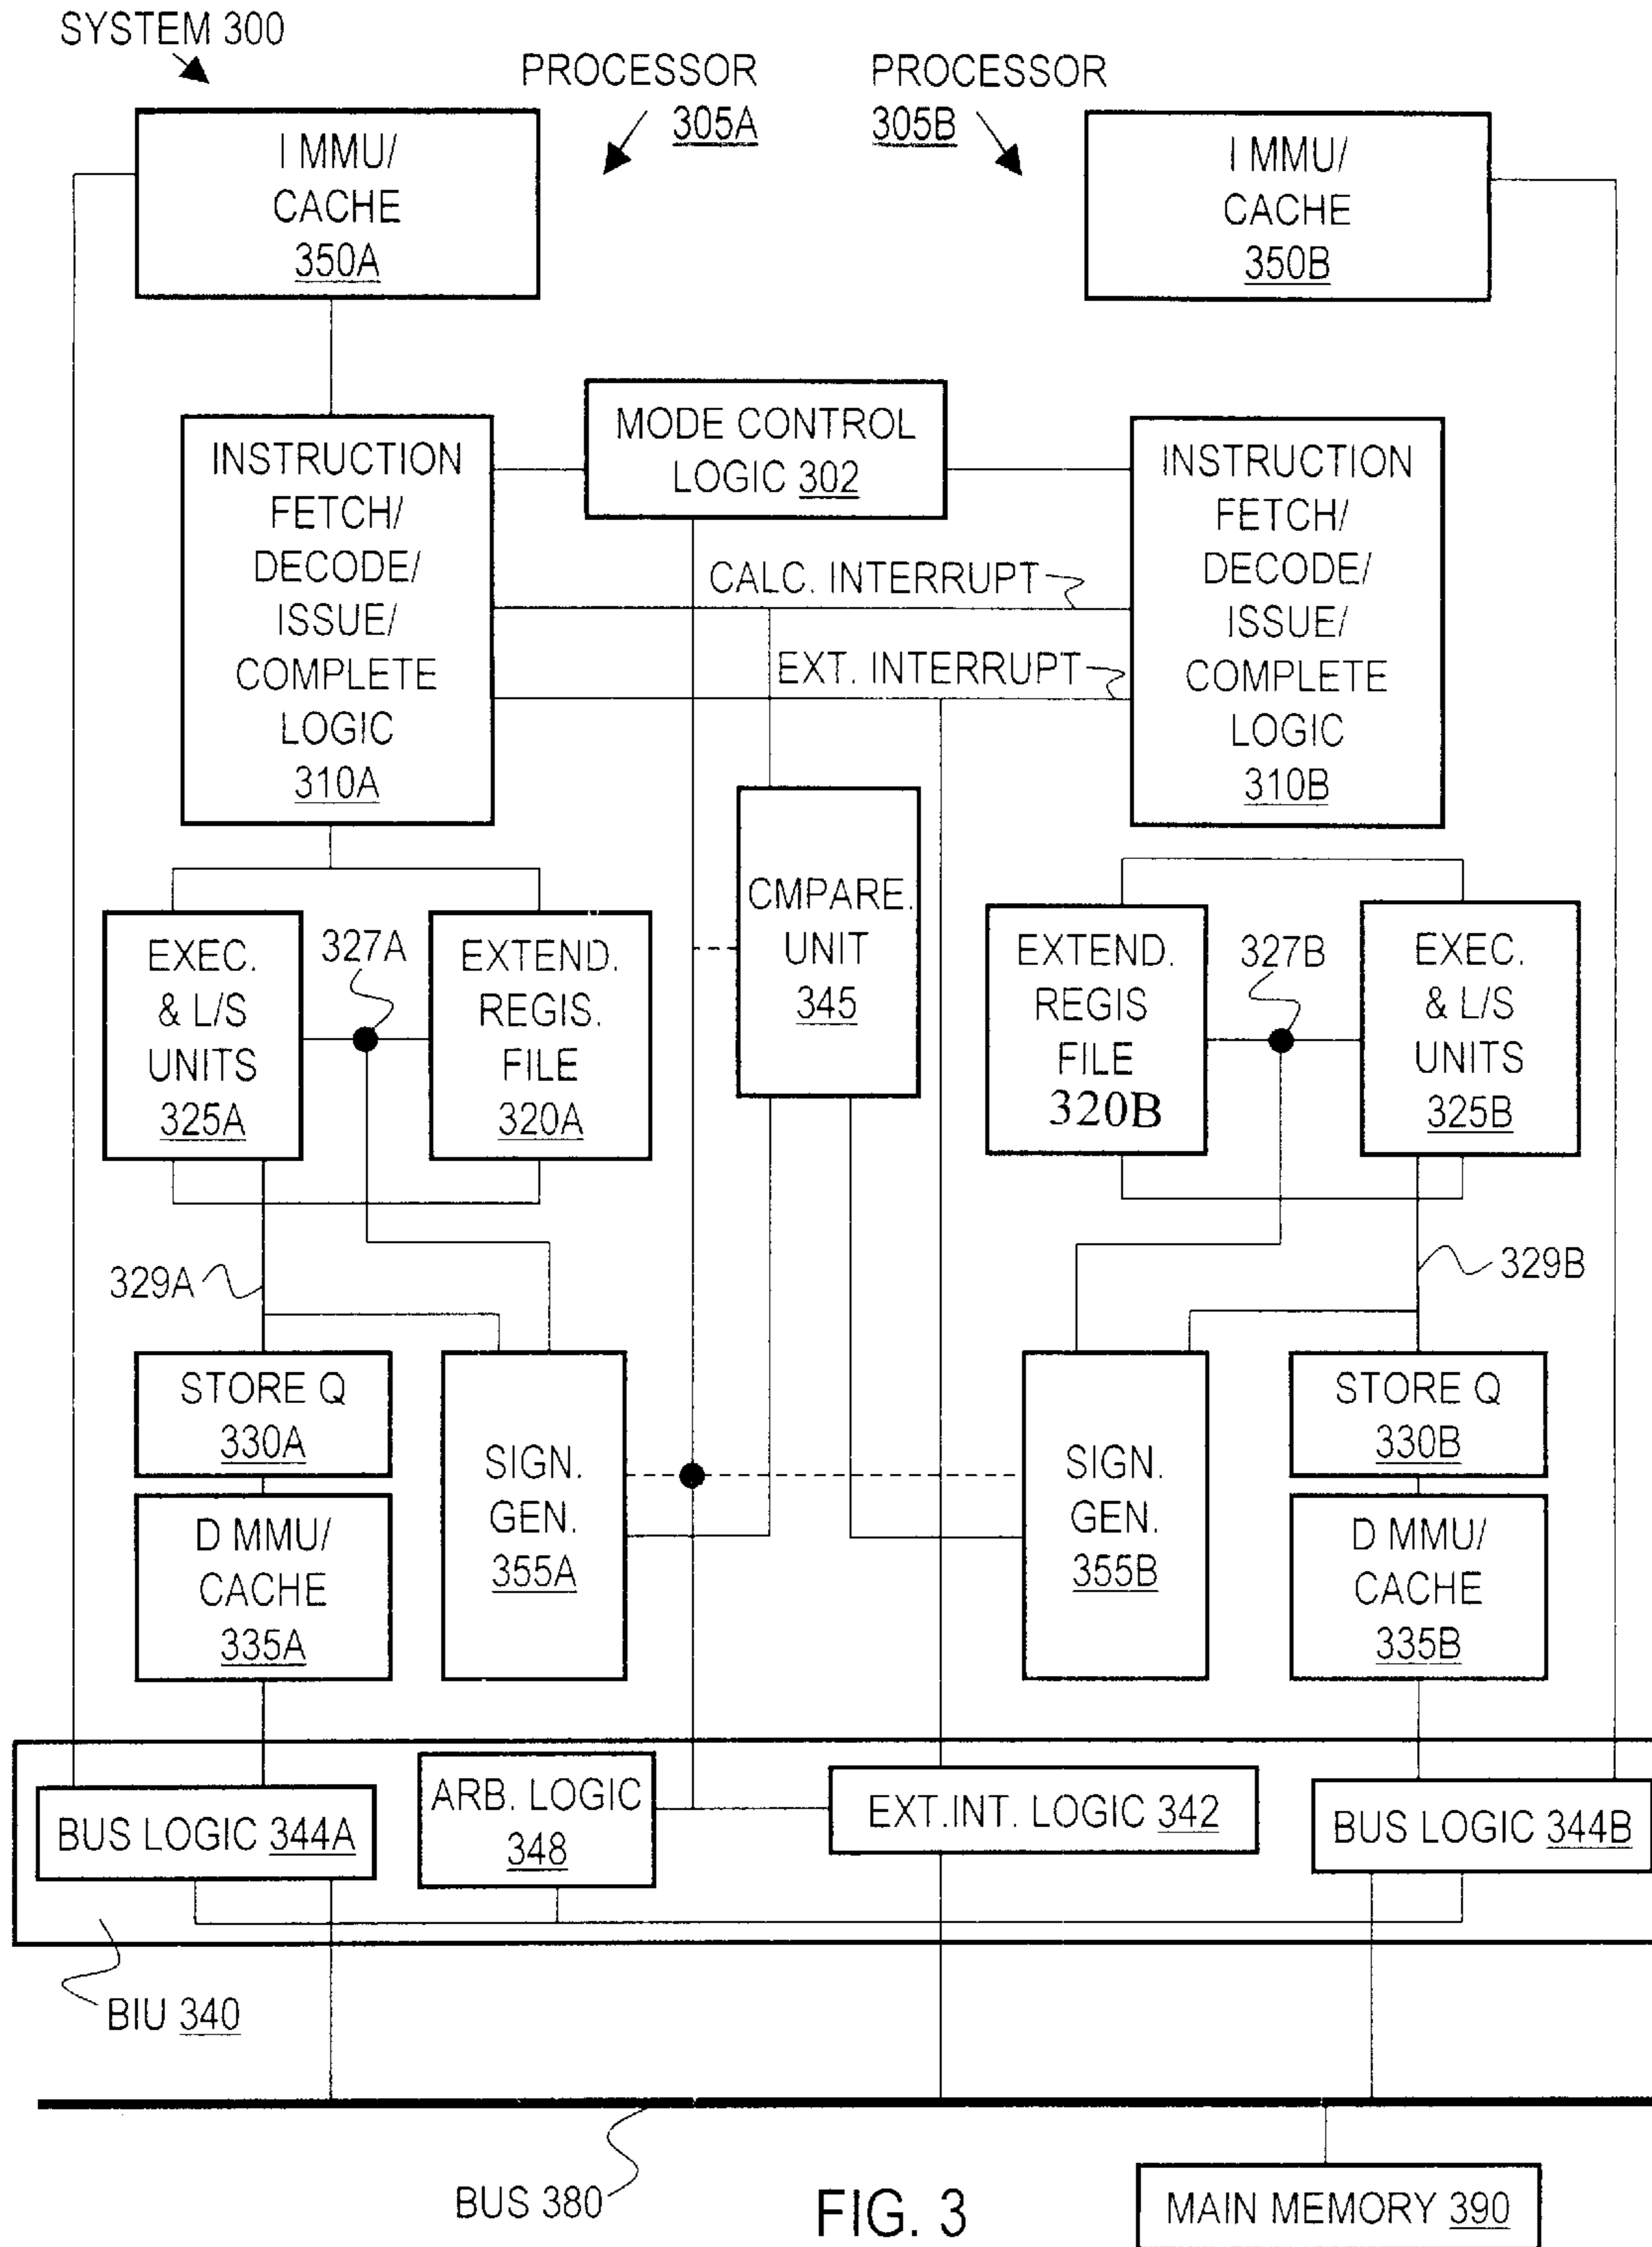 SYSTEM 300
PROCESSOR
305A
PROCESSOR
305B
I MMU/
CACHE
350A
I MMU/
CACHE
350B
MODE CONTROL
LOGIC 302
INSTRUCTION
FETCH/
DECODE/
ISSUE/
COMPLETE
LOGIC
310A
INSTRUCTION
FETCH/
DECODE/
ISSUE/
COMPLETE
LOGIC
310B
CALC. INTERRUPT
EXT. INTERRUPT
EXEC.
& L/S
UNITS
325A
327A
EXTEND.
REGIS.
FILE
320A
CMPARE.
UNIT
345
EXTEND.
REGIS
FILE
320B
327B
EXEC.
& L/S
UNITS
325B
329A
329B
STORE Q
330A
SIGN.
GEN.
355A
SIGN.
GEN.
355B
STORE Q
330B
D MMU/
CACHE
335A
D MMU/
CACHE
335B
BUS LOGIC 344A
ARB. LOGIC
348
EXT.INT. LOGIC 342
BUS LOGIC 344B
BIU 340
BUS 380
FIG. 3
MAIN MEMORY 390